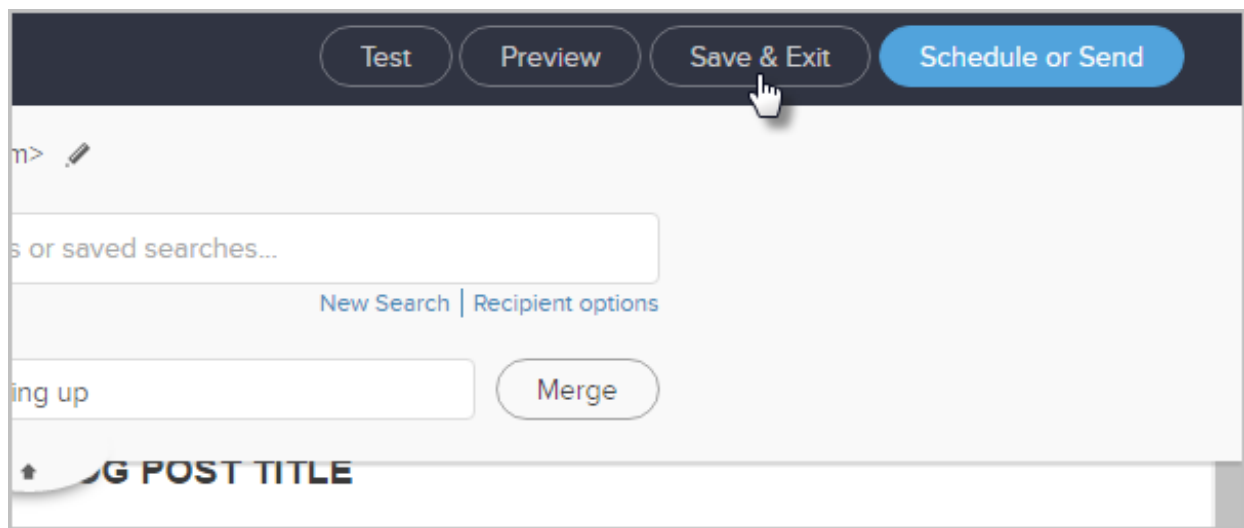 Test Preview Save & Exit Schedule or Send
m>
s or saved searches...
New Search | Recipient options
ing up Merge
OG POST TITLE